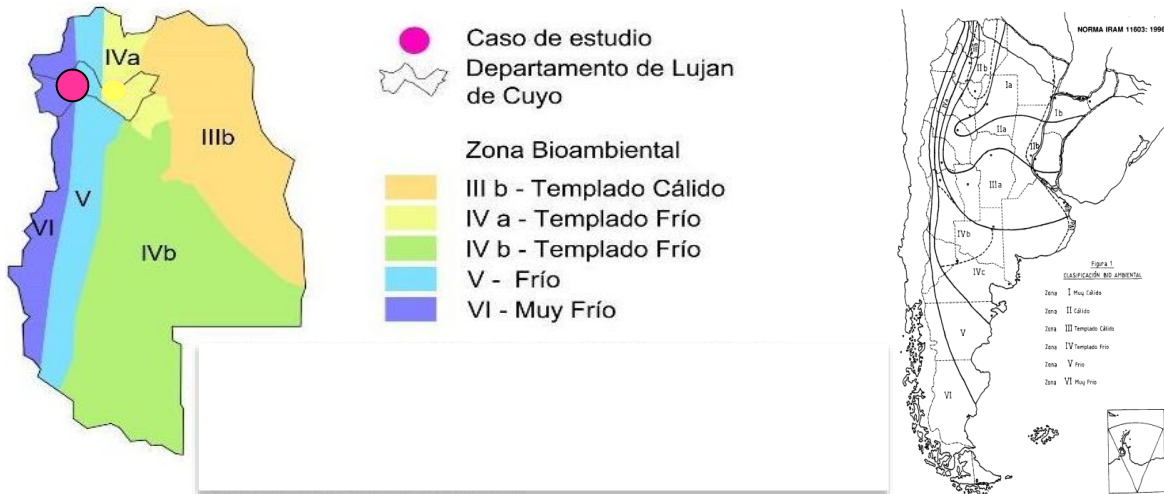 IVa
IIIb
V
VI
IVb
Caso de estudio
Departamento de Lujan
de Cuyo
Zona Bioambiental
III b - Templado Cálido
IV a - Templado Frío
IV b - Templado Frío
V - Frío
VI - Muy Frío
NORMA IRAM 11603: 1996
IIb
Ia
Ib
IIa
IIb
IIIa
IVb
IVc
V
VI
Figura 1
CLASIFICACIÓN BIO AMBIENTAL
Zona I Muy Cálido
Zona II Cálido
Zona III Templado Cálido
Zona IV Templado Frío
Zona V Frío
Zona VI Muy Frío